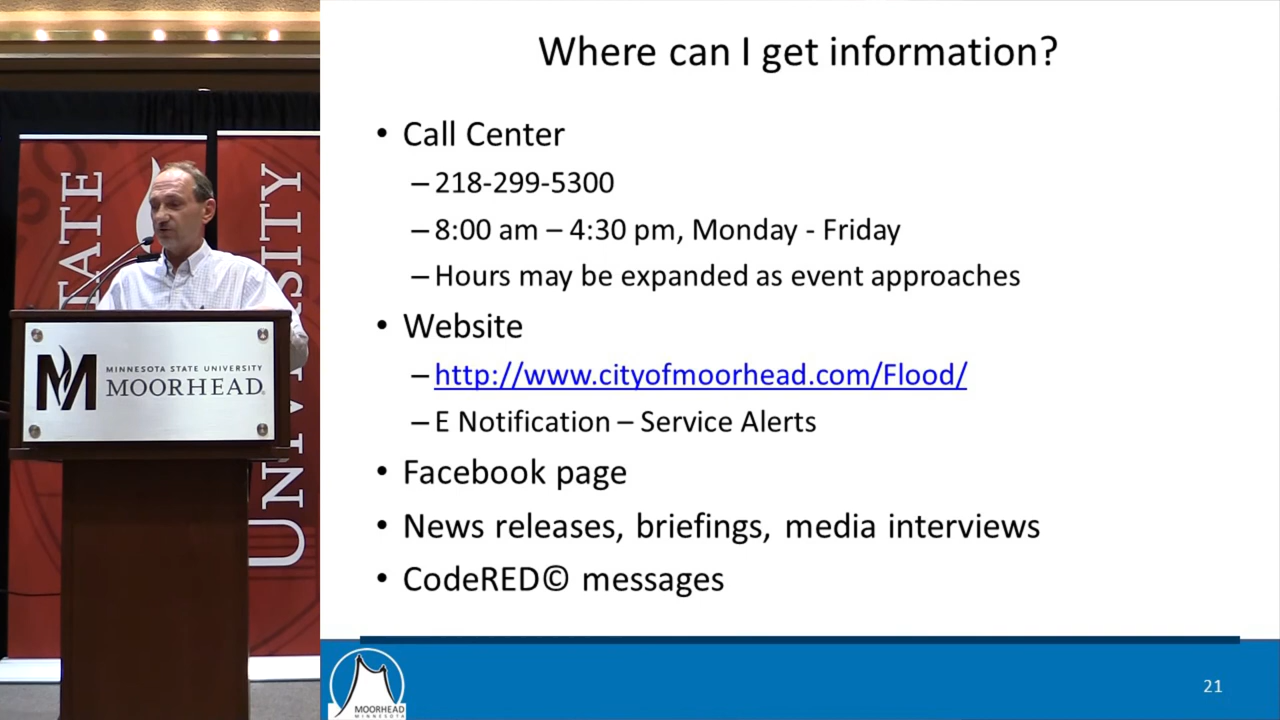 Where can I get information?
• Call Center
– 218-299-5300
– 8:00 am – 4:30 pm, Monday - Friday
– Hours may be expanded as event approaches
• Website
– http://www.cityofmoorhead.com/Flood/
– E Notification – Service Alerts
• Facebook page
• News releases, briefings, media interviews
• CodeRED© messages
MOORHEAD
MINNESOTA
21
STATE
UNIVERSITY
M
MINNESOTA STATE UNIVERSITY
MOORHEAD